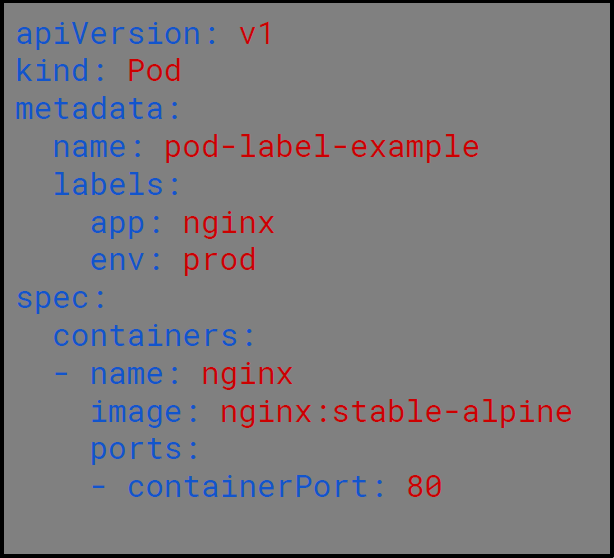 apiVersion: v1
kind: Pod
metadata:
  name: pod-label-example
  labels:
    app: nginx
    env: prod
spec:
  containers:
  - name: nginx
    image: nginx:stable-alpine
    ports:
    - containerPort: 80